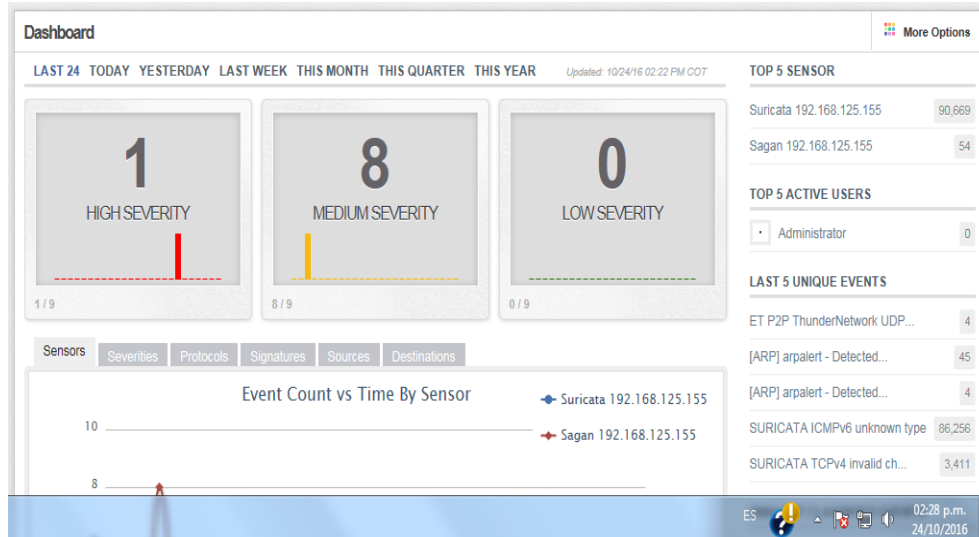 Dashboard
More Options
LAST 24 TODAY YESTERDAY LAST WEEK THIS MONTH THIS QUARTER THIS YEAR Updated: 10/24/16 02:22 PM COT
1
HIGH SEVERITY
1 / 9
8
MEDIUM SEVERITY
8 / 9
0
LOW SEVERITY
0 / 9
Sensors Severities Protocols Signatures Sources Destinations
Event Count vs Time By Sensor
Suricata 192.168.125.155
Sagan 192.168.125.155
10
8
TOP 5 SENSOR
Suricata 192.168.125.155 90,669
Sagan 192.168.125.155 54
TOP 5 ACTIVE USERS
Administrator 0
LAST 5 UNIQUE EVENTS
ET P2P ThunderNetwork UDP... 4
[ARP] arpalert - Detected... 45
[ARP] arpalert - Detected... 4
SURICATA ICMPv6 unknown type 86,256
SURICATA TCPv4 invalid ch... 3,411
ES
02:28 p.m.
24/10/2016